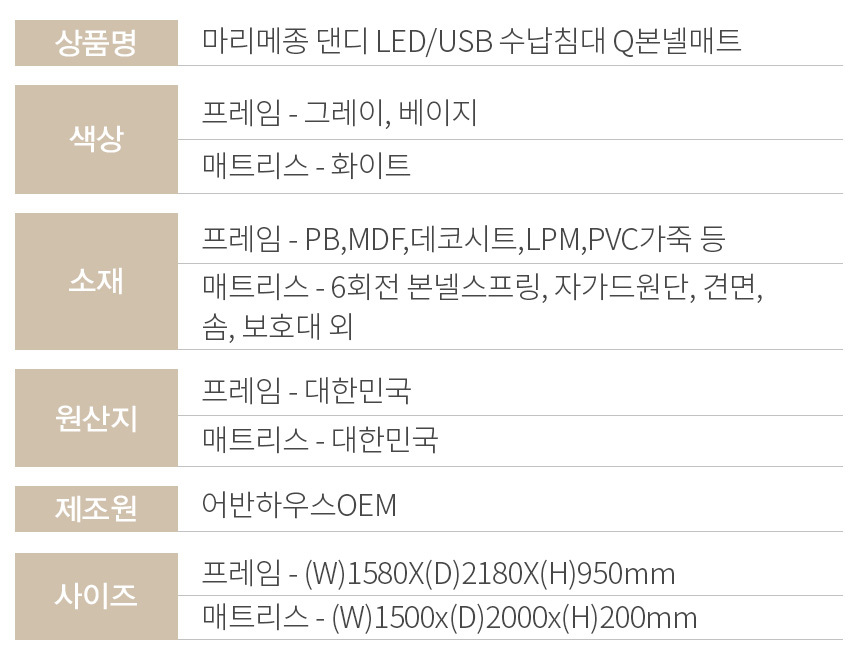 상품명
마리메종 댄디 LED/USB 수납침대 Q본넬매트
색상
프레임 - 그레이, 베이지
매트리스 - 화이트
소재
프레임 - PB,MDF,데코시트,LPM,PVC가죽 등
매트리스 - 6회전 본넬스프링, 자가드원단, 견면,
솜, 보호대 외
원산지
프레임 - 대한민국
매트리스 - 대한민국
제조원
어반하우스OEM
사이즈
프레임 - (W)1580X(D)2180X(H)950mm
매트리스 - (W)1500x(D)2000x(H)200mm